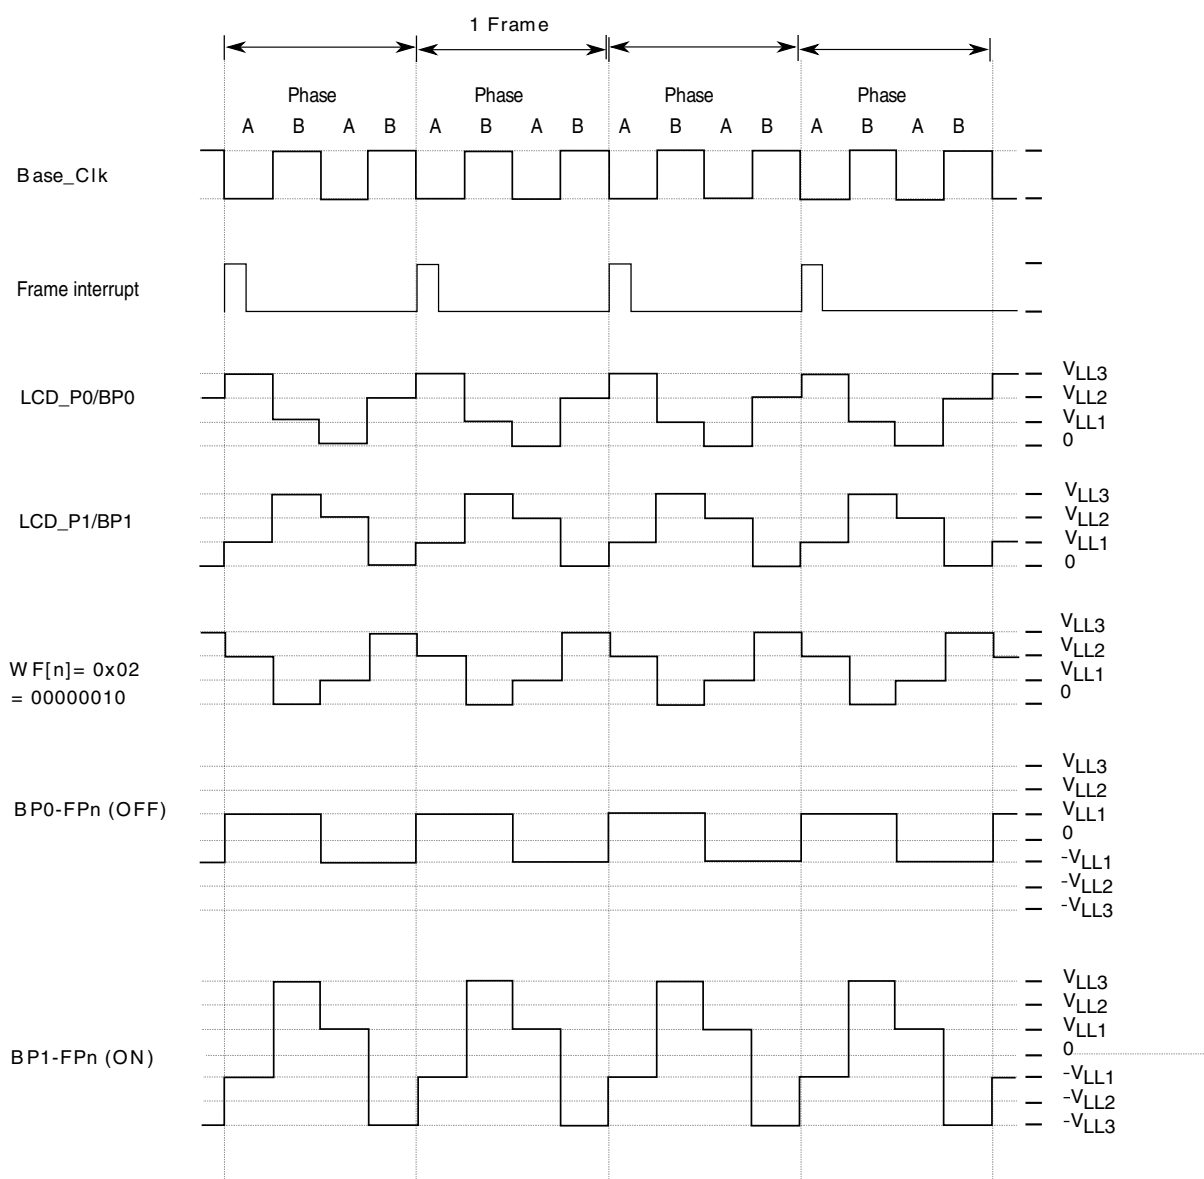 1 Frame
Phase Phase Phase Phase
A B A B A B A B A B A B A B A B
Base_Clk
Frame interrupt
LCD_P0/BP0
VLL3
VLL2
VLL1
0
LCD_P1/BP1
VLL3
VLL2
VLL1
0
WF[n]= 0x02
= 00000010
VLL3
VLL2
VLL1
0
BP0-FPn (OFF)
VLL3
VLL2
VLL1
0
-VLL1
-VLL2
-VLL3
BP1-FPn (ON)
VLL3
VLL2
VLL1
0
-VLL1
-VLL2
-VLL3